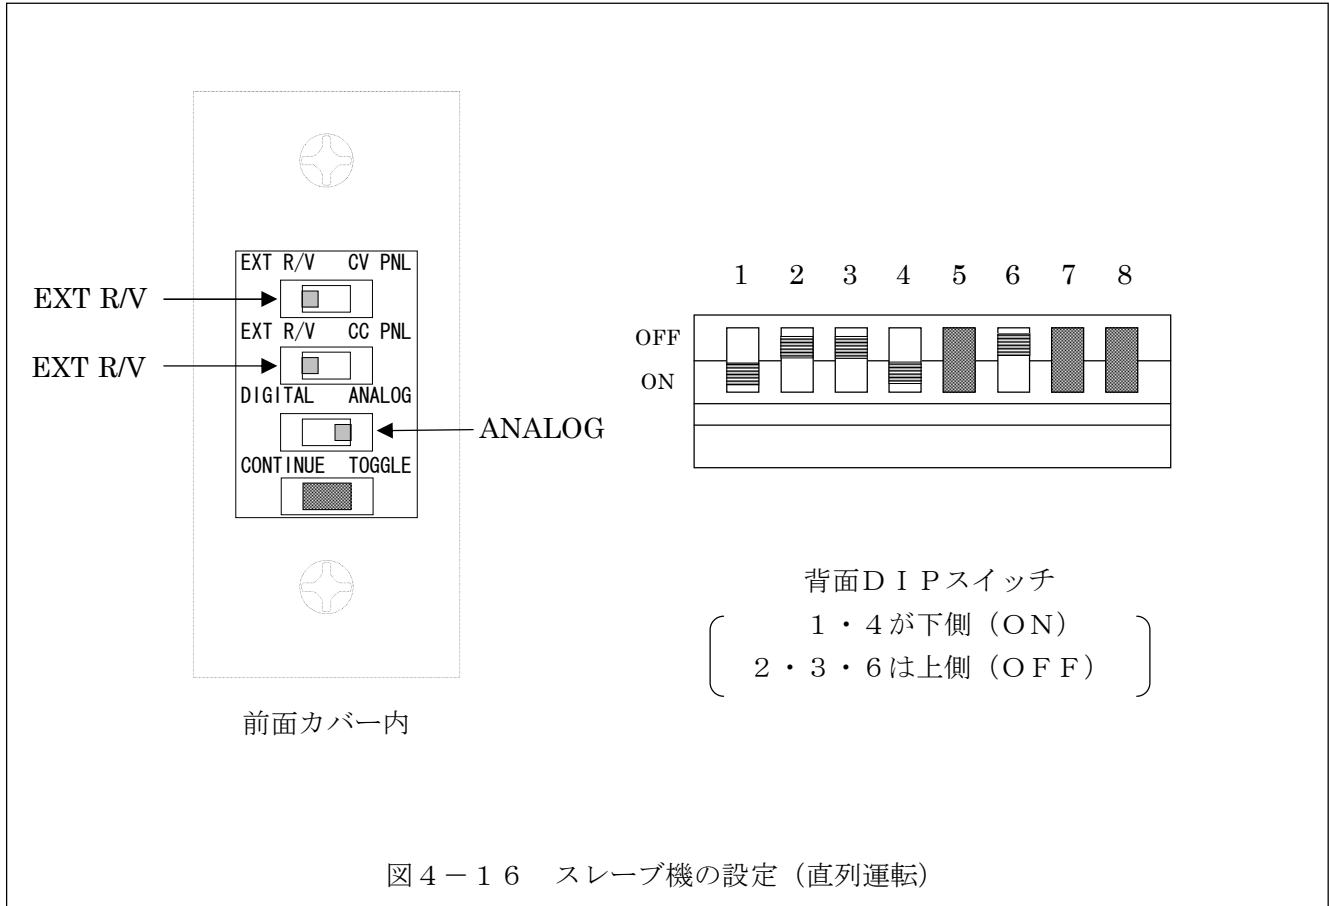 EXT R/V CV PNL
EXT R/V
EXT R/V CC PNL
EXT R/V
DIGITAL ANALOG
ANALOG
CONTINUE TOGGLE
前面カバー内
1 2 3 4 5 6 7 8
OFF
ON
背面ＤＩＰスイッチ
１・４が下側（ＯＮ）
２・３・６は上側（ＯＦＦ）
図４－１６　スレーブ機の設定（直列運転）